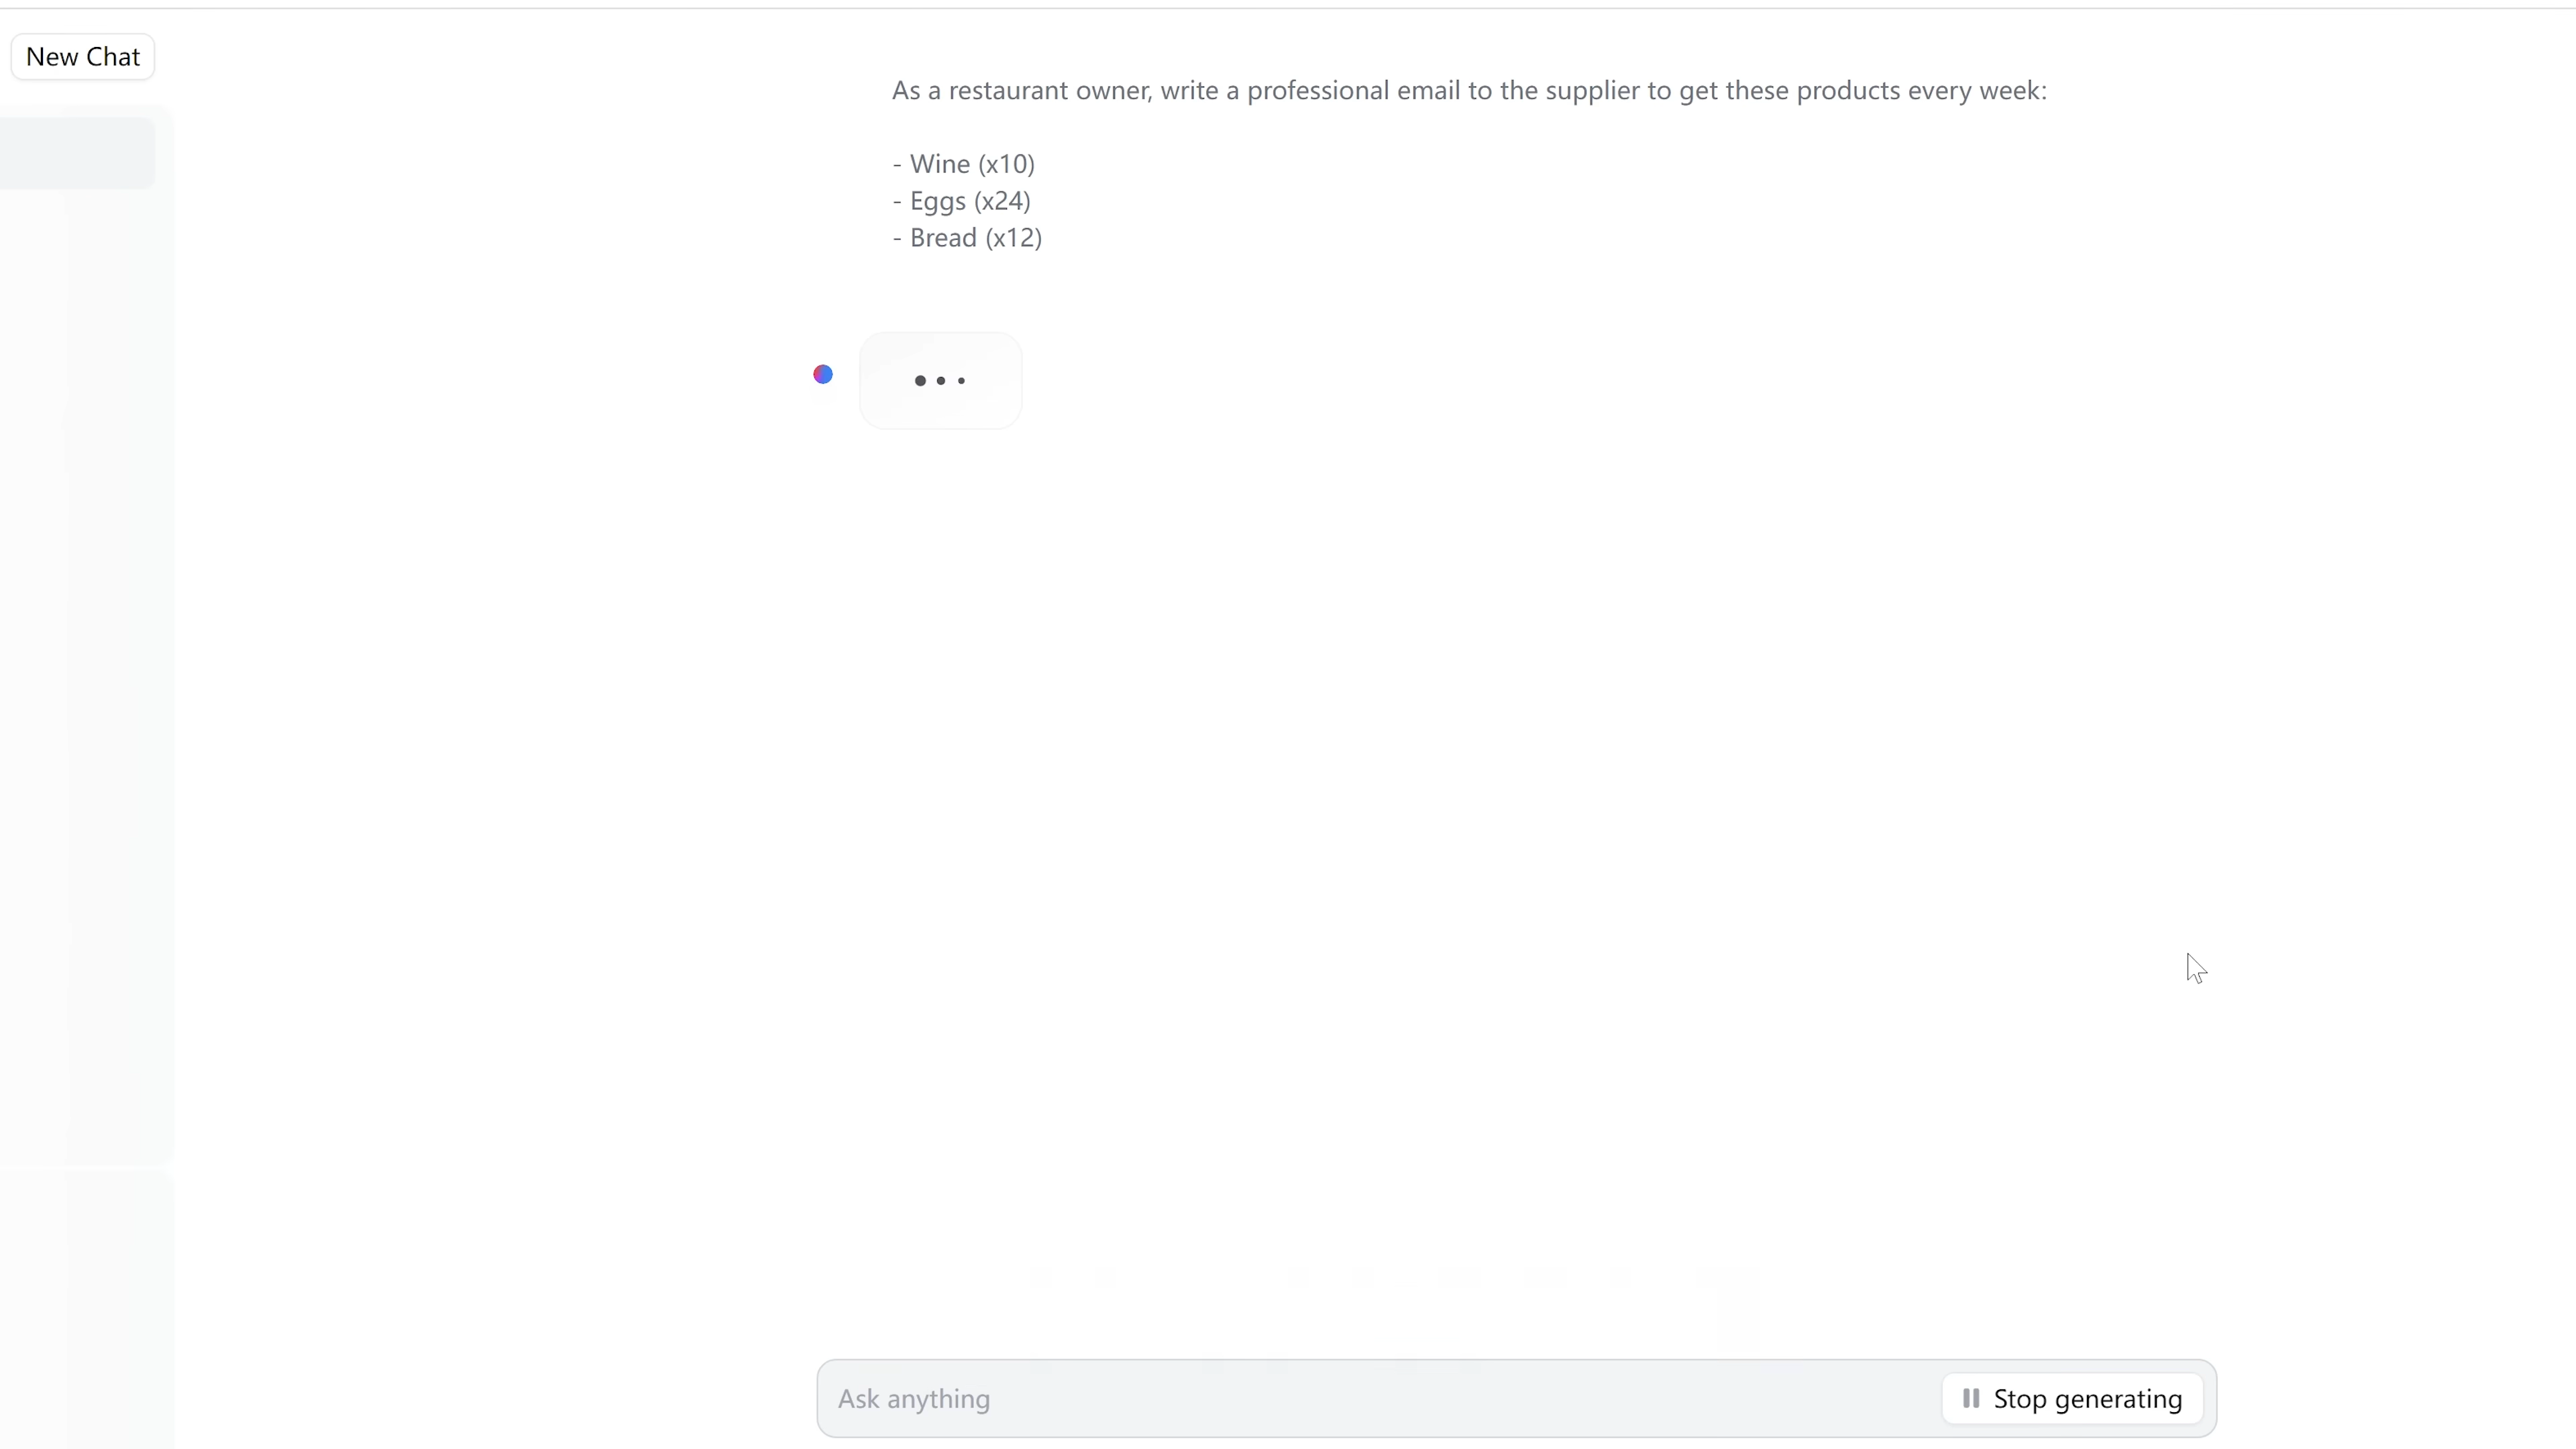 New Chat
As a restaurant owner, write a professional email to the supplier to get these products every week:
- Wine (x10)
- Eggs (x24)
- Bread (x12)
Ask anything
Stop generating